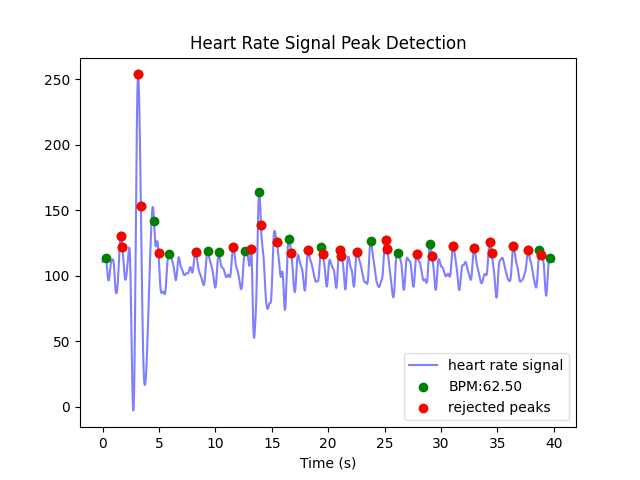 Heart Rate Signal Peak Detection
250
200
150
100
50
0
heart rate signal
BPM:62.50
rejected peaks
0 5 10 15 20 25 30 35 40
Time (s)